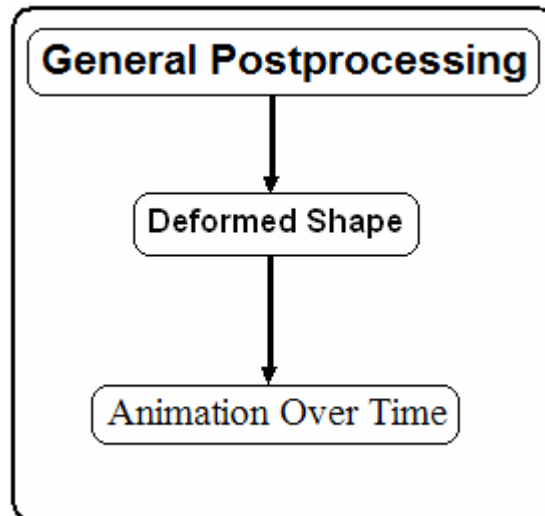 General Postprocessing
Deformed Shape
Animation Over Time